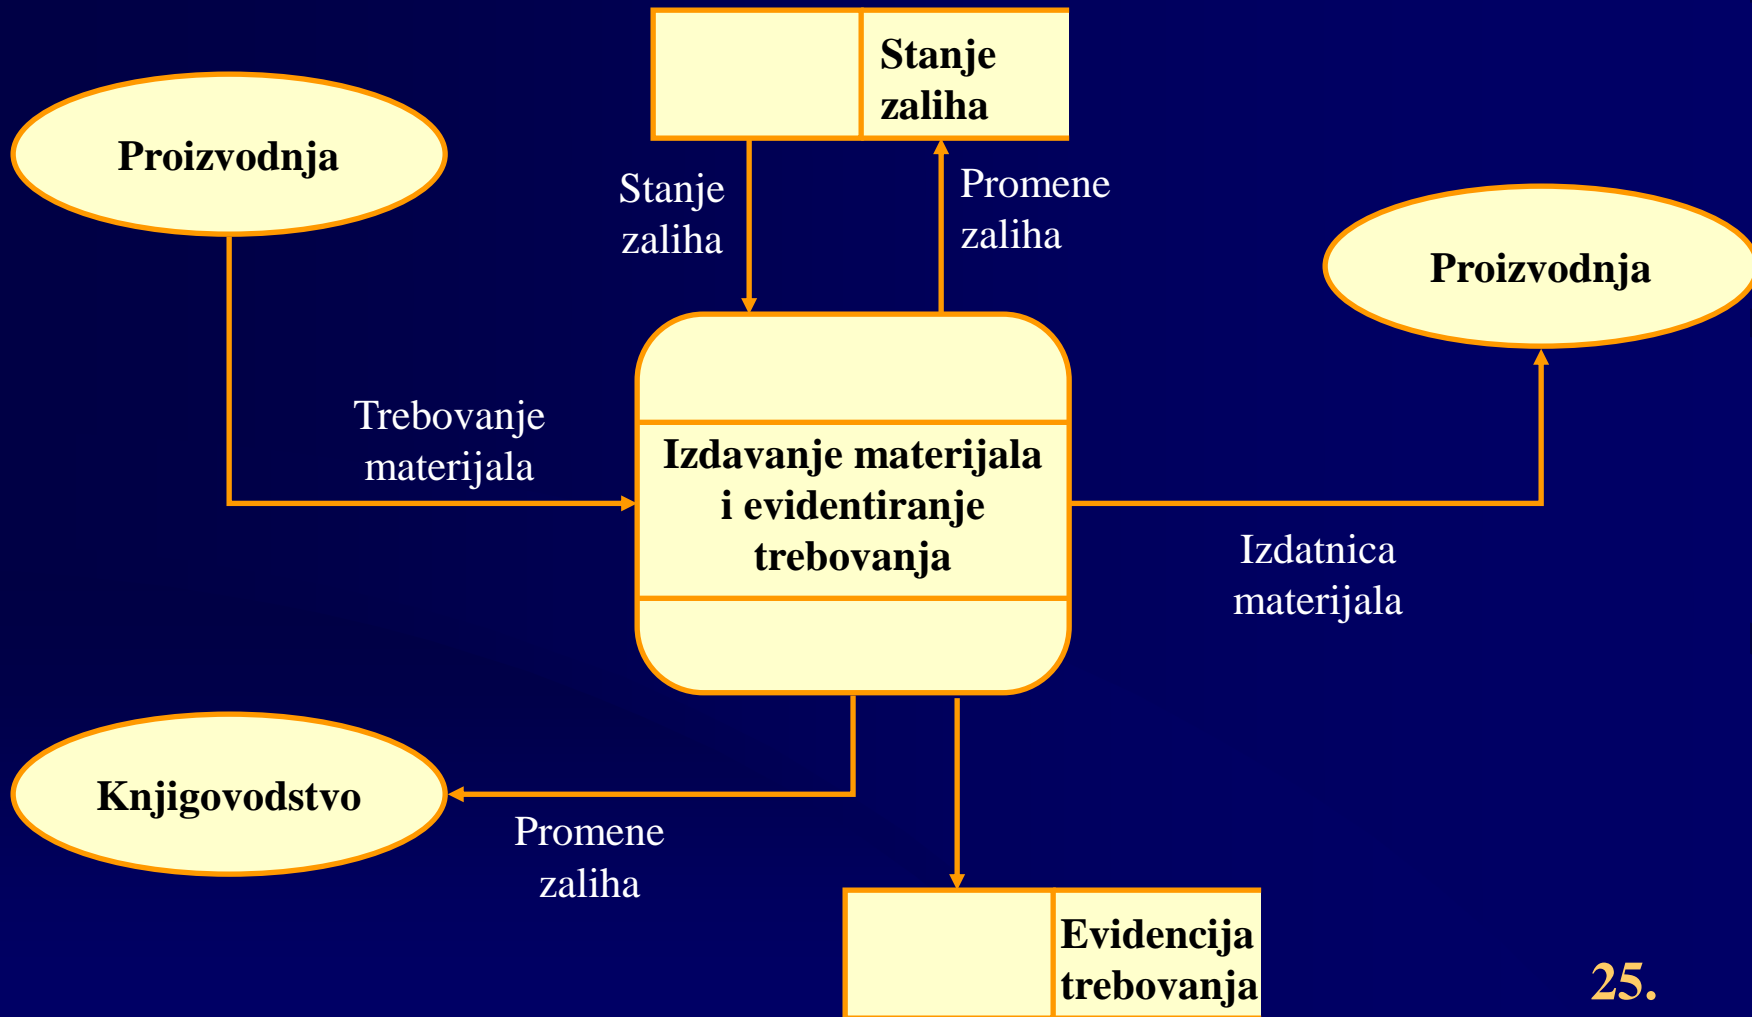 Stanje
zaliha
Proizvodnja
Stanje
zaliha
Promene
zaliha
Proizvodnja
Trebovanje
materijala
Izdavanje materijala
i evidentiranje
trebovanja
Izdatnica
materijala
Knjigovodstvo
Promene
zaliha
Evidencija
trebovanja
25.